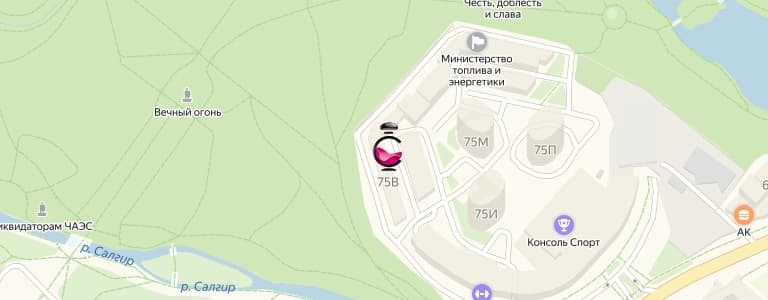 Честь, доблесть
и слава
Министерство
топлива и
энергетики
Вечный огонь
75М
75П
75В
75И
иквидаторам ЧАЭС
Консоль Спорт
АК
6
р. Салгир
р. Салгир